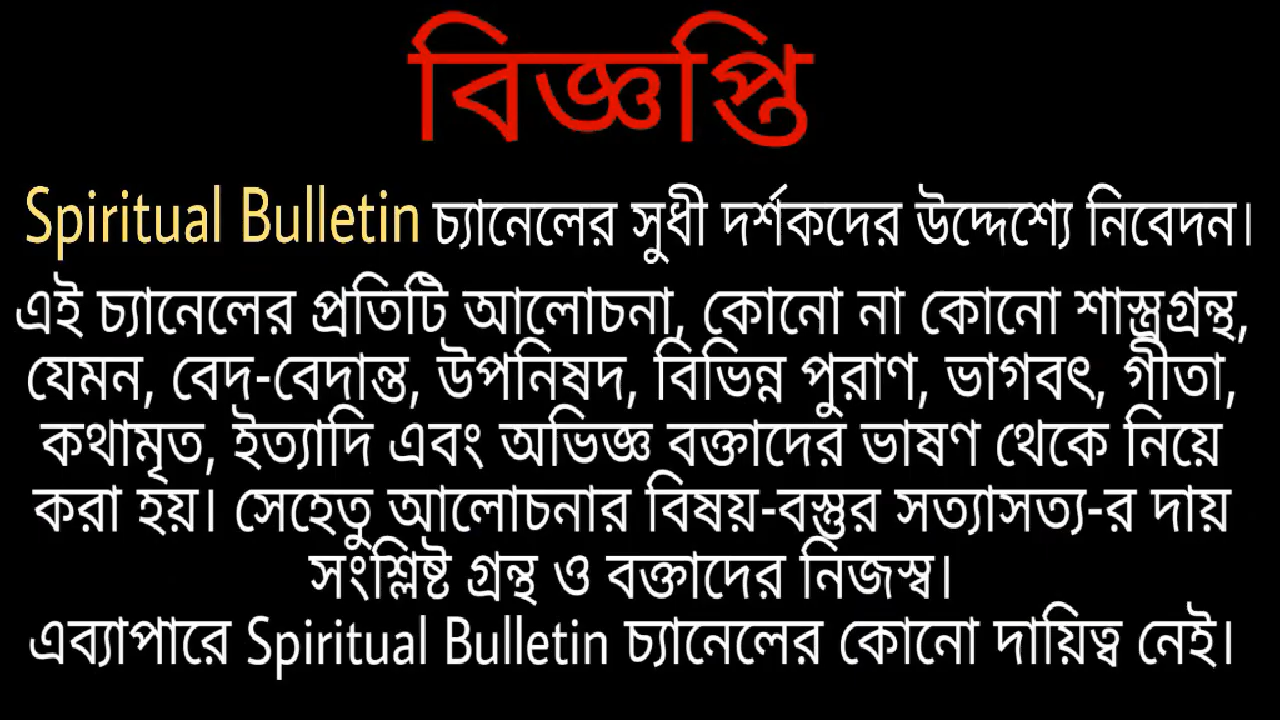 বিজ্ঞপ্তি
Spiritual Bulletin চ্যানেলের সুধী দর্শকদের উদ্দেশ্যে নিবেদন।
এই চ্যানেলের প্রতিটি আলোচনা, কোনো না কোনো শাস্ত্রগ্রন্থ,
যেমন, বেদ-বেদান্ত, উপনিষদ, বিভিন্ন পুরাণ, ভাগবৎ, গীতা,
কথামৃত, ইত্যাদি এবং অভিজ্ঞ বক্তাদের ভাষণ থেকে নিয়ে
করা হয়। সেহেতু আলোচনার বিষয়-বস্তুর সত্যাসত্য-র দায়
সংশ্লিষ্ট গ্রন্থ ও বক্তাদের নিজস্ব।
এব্যাপারে Spiritual Bulletin চ্যানেলের কোনো দায়িত্ব নেই।